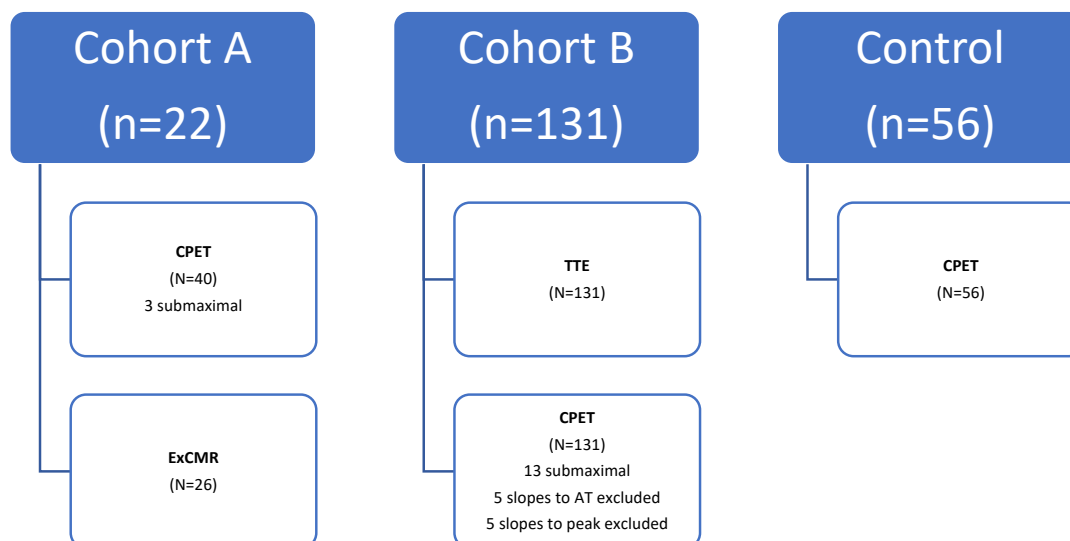 Cohort A
(n=22)
CPET
(N=40)
3 submaximal
ExCMR
(N=26)
Cohort B
(n=131)
TTE
(N=131)
CPET
(N=131)
13 submaximal
5 slopes to AT excluded
5 slopes to peak excluded
Control
(n=56)
CPET
(N=56)